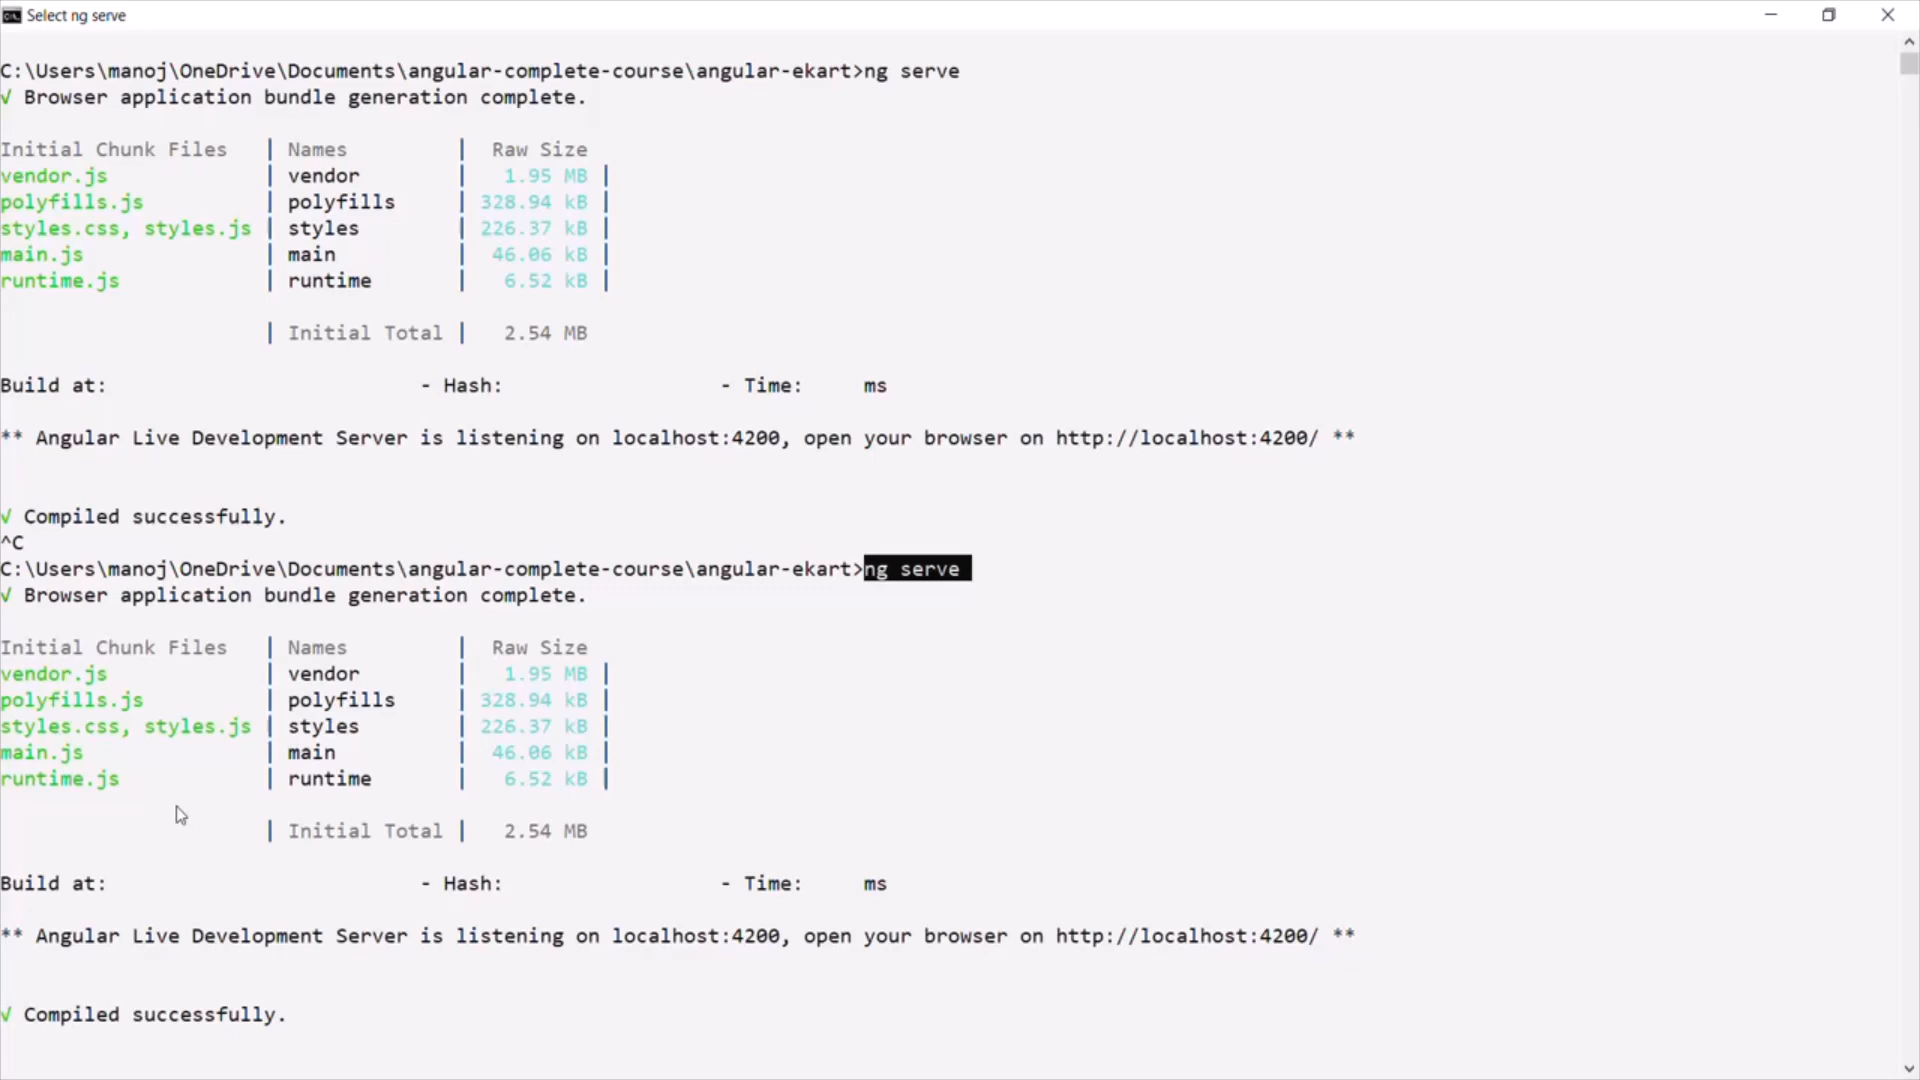 Select ng serve
C:\Users\manoj\OneDrive\Documents\angular-complete-course\angular-ekart>ng serve
√ Browser application bundle generation complete.
Initial Chunk Files | Names | Raw Size
vendor.js | vendor | 1.95 MB |
polyfills.js | polyfills | 328.94 kB |
styles.css, styles.js | styles | 226.37 kB |
main.js | main | 46.06 kB |
runtime.js | runtime | 6.52 kB |
| Initial Total | 2.54 MB
Build at: - Hash: - Time: ms
** Angular Live Development Server is listening on localhost:4200, open your browser on http://localhost:4200/ **
√ Compiled successfully.
^C
C:\Users\manoj\OneDrive\Documents\angular-complete-course\angular-ekart>ng serve
√ Browser application bundle generation complete.
Initial Chunk Files | Names | Raw Size
vendor.js | vendor | 1.95 MB |
polyfills.js | polyfills | 328.94 kB |
styles.css, styles.js | styles | 226.37 kB |
main.js | main | 46.06 kB |
runtime.js | runtime | 6.52 kB |
| Initial Total | 2.54 MB
Build at: - Hash: - Time: ms
** Angular Live Development Server is listening on localhost:4200, open your browser on http://localhost:4200/ **
√ Compiled successfully.